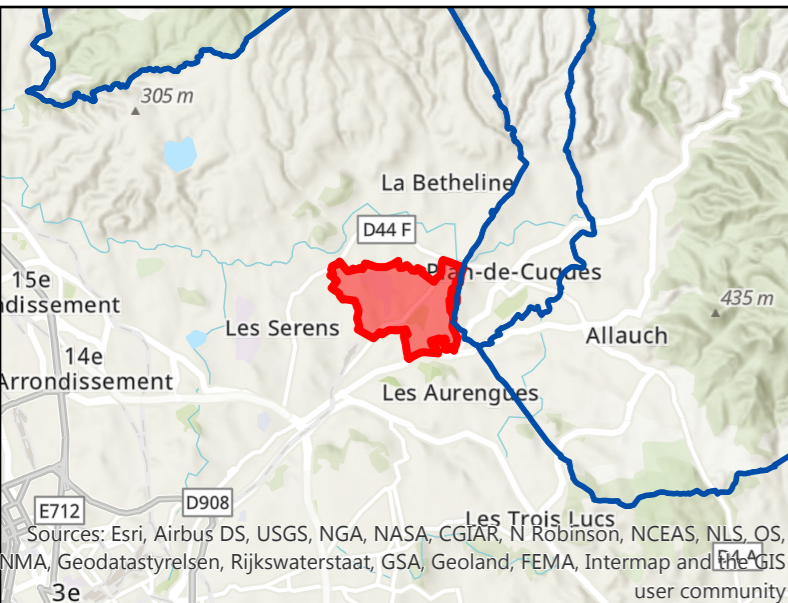 305 m
La Betheline
D44 F
Plan-de-Cuques
15e
ndissement
435 m
Les Serens
Allauch
14e
Arrondissement
Les Aurengues
E712
D908
Les Trois Lucs
Sources: Esri, Airbus DS, USGS, NGA, NASA, CGIAR, N Robinson, NCEAS, NLS, OS,
NMA, Geodatastyrelsen, Rijkswaterstaat, GSA, Geoland, FEMA, Intermap and the GIS
user community
D4 A
3e